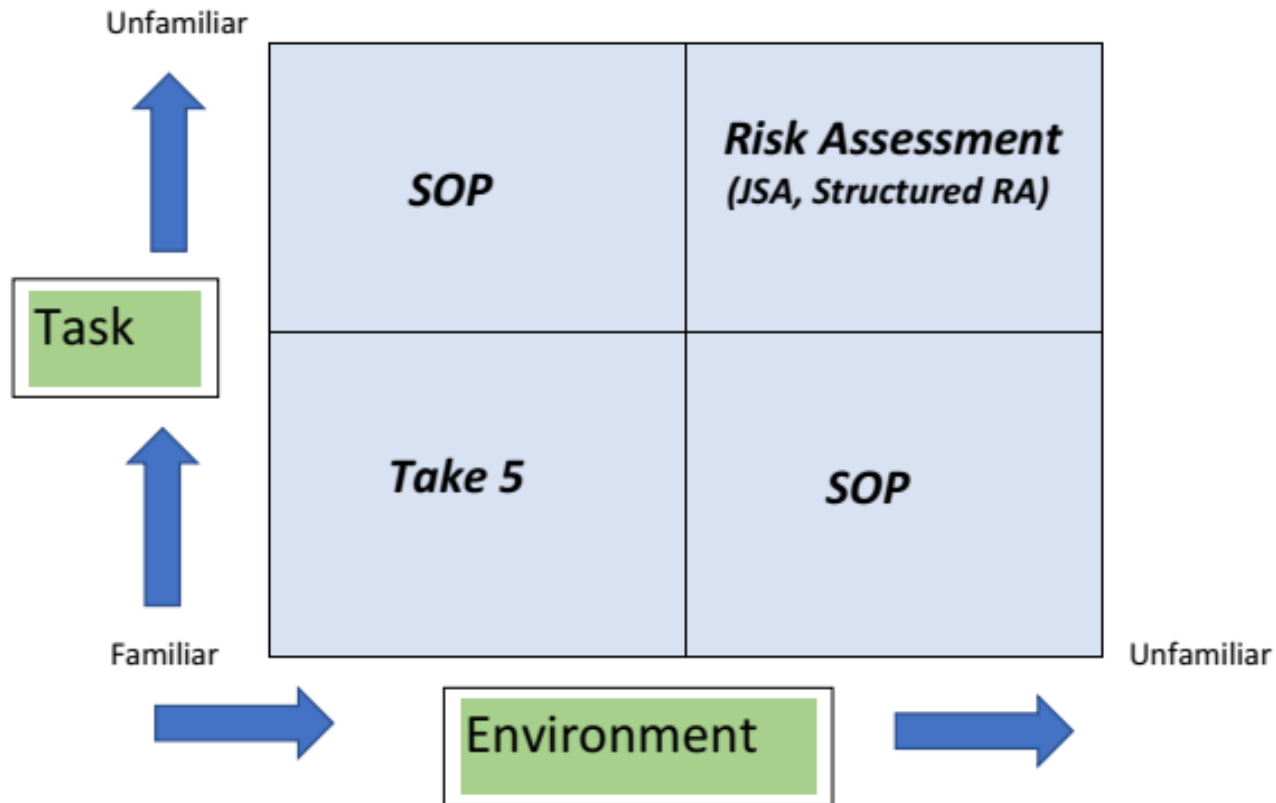 Unfamiliar
SOP
Risk Assessment
(JSA, Structured RA)
Task
Take 5
SOP
Familiar
Unfamiliar
Environment